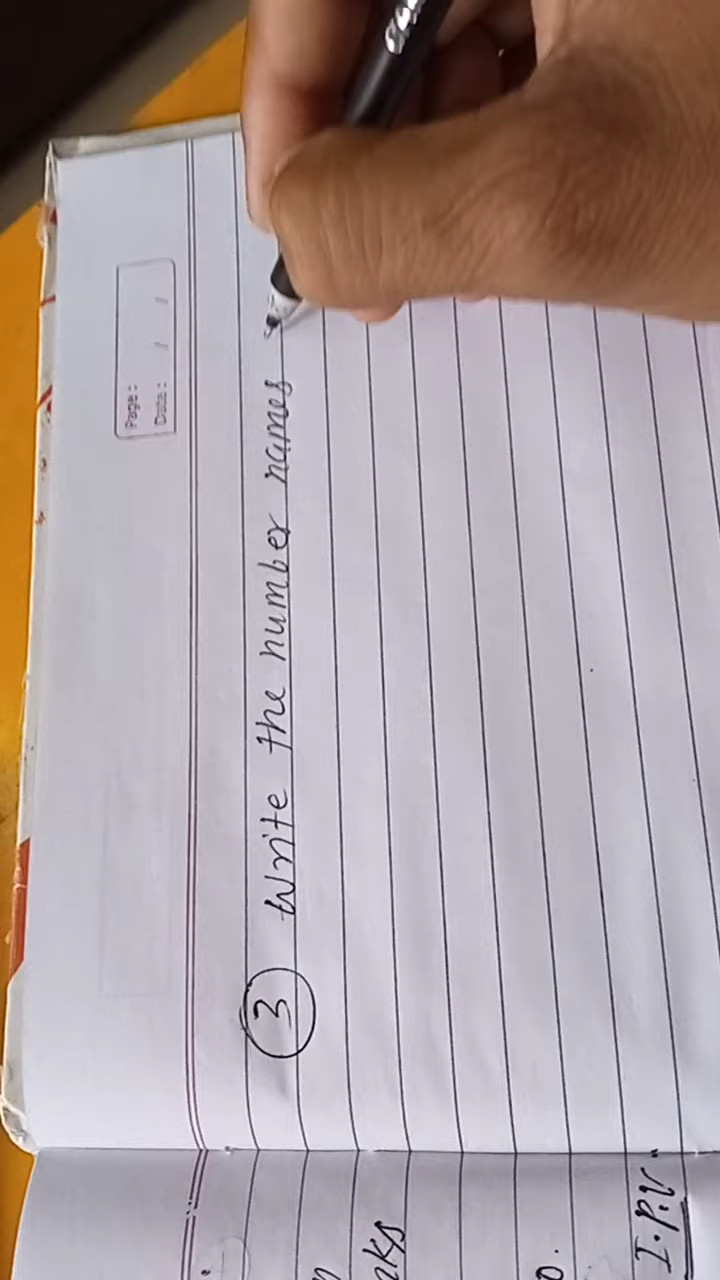 Page:
Date: / /
3 Write the number names
I.P.V.